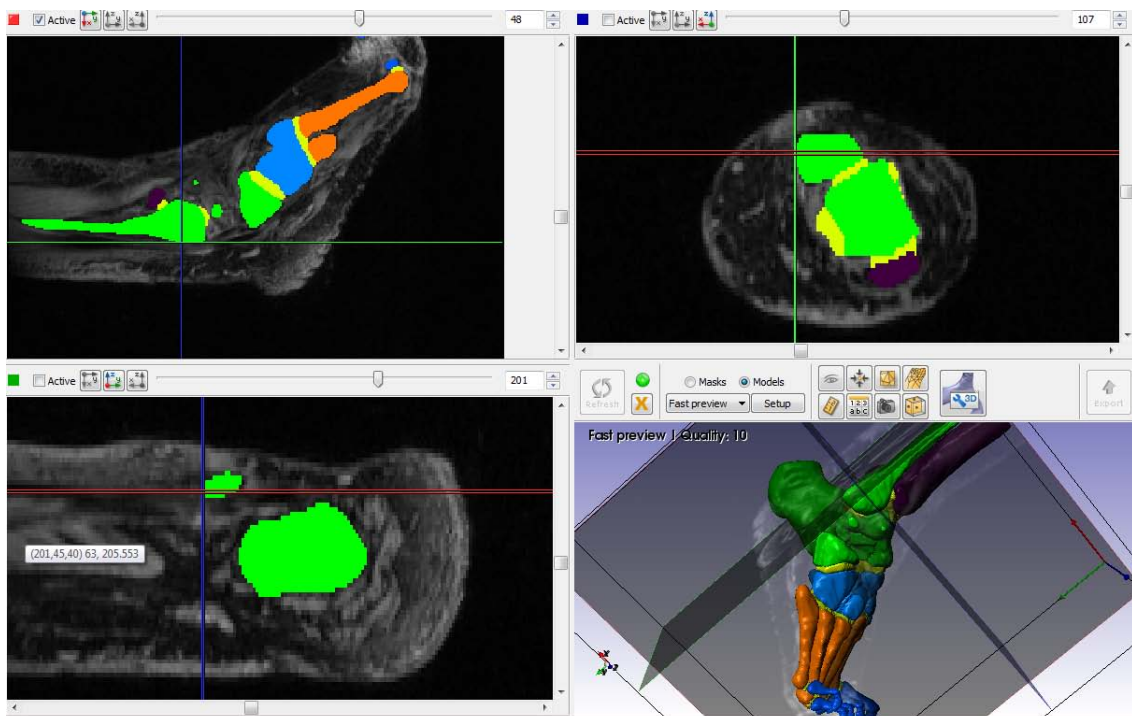 Active 48
Active 107
Active 201
(201,45,40) 63, 205.553
Refresh Masks Models Export
Fast preview Setup
3D
Fast preview | Quality: 10